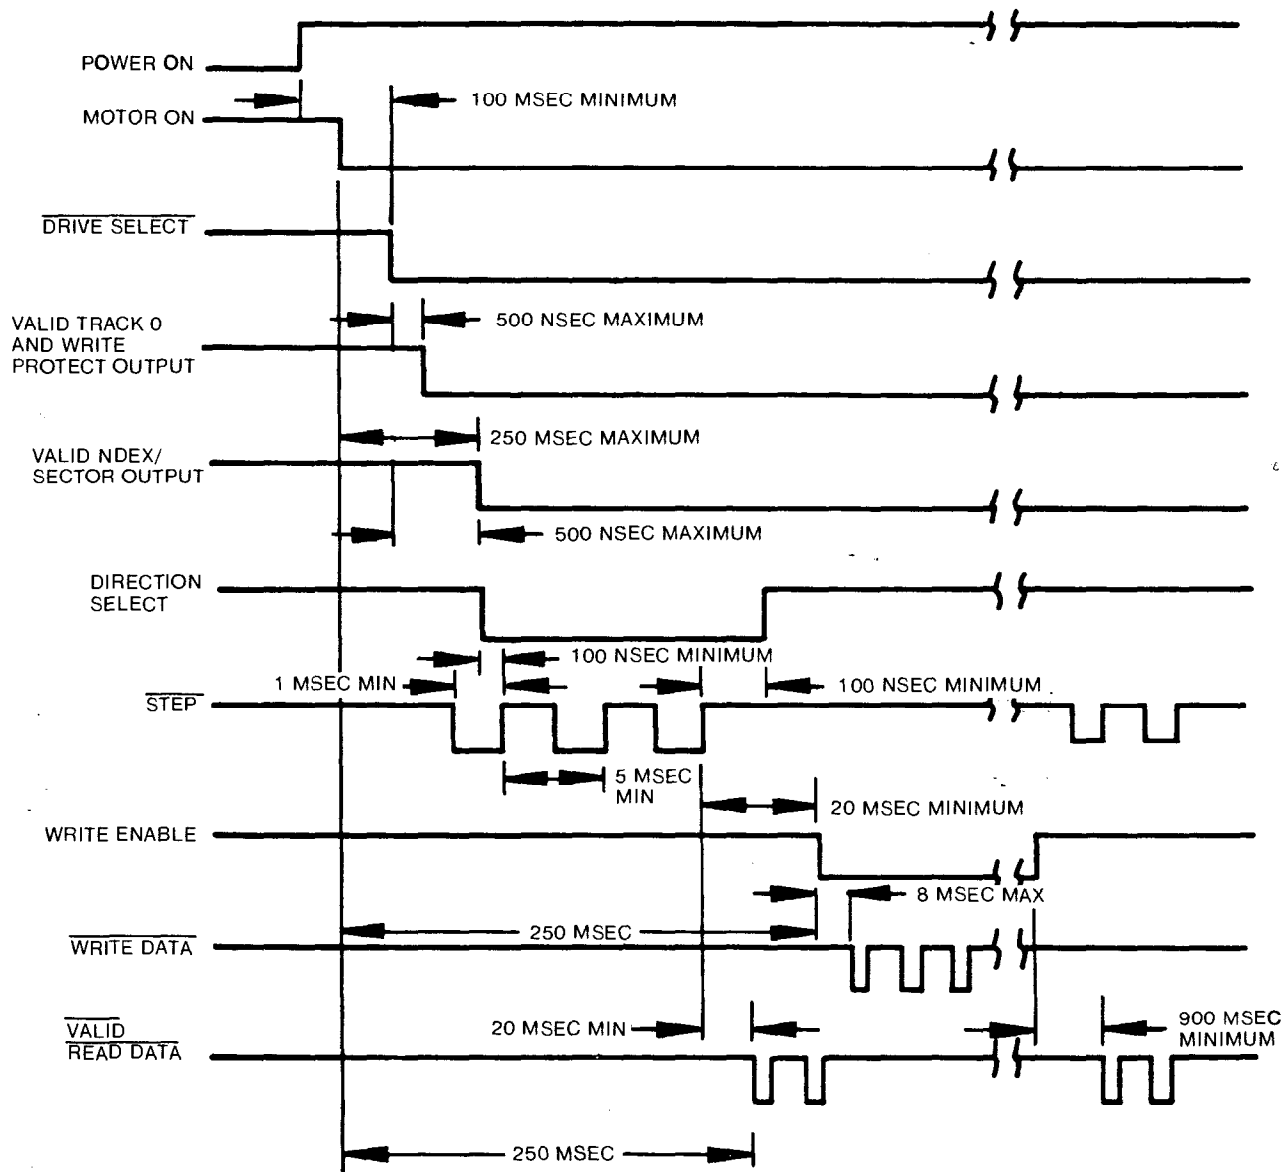 POWER ON
100 MSEC MINIMUM
MOTOR ON
DRIVE SELECT
VALID TRACK 0
AND WRITE
PROTECT OUTPUT
500 NSEC MAXIMUM
250 MSEC MAXIMUM
VALID NDEX/
SECTOR OUTPUT
500 NSEC MAXIMUM
DIRECTION
SELECT
100 NSEC MINIMUM
1 MSEC MIN
100 NSEC MINIMUM
STEP
5 MSEC
MIN
20 MSEC MINIMUM
WRITE ENABLE
8 MSEC MAX
250 MSEC
WRITE DATA
20 MSEC MIN
VALID
READ DATA
900 MSEC
MINIMUM
250 MSEC